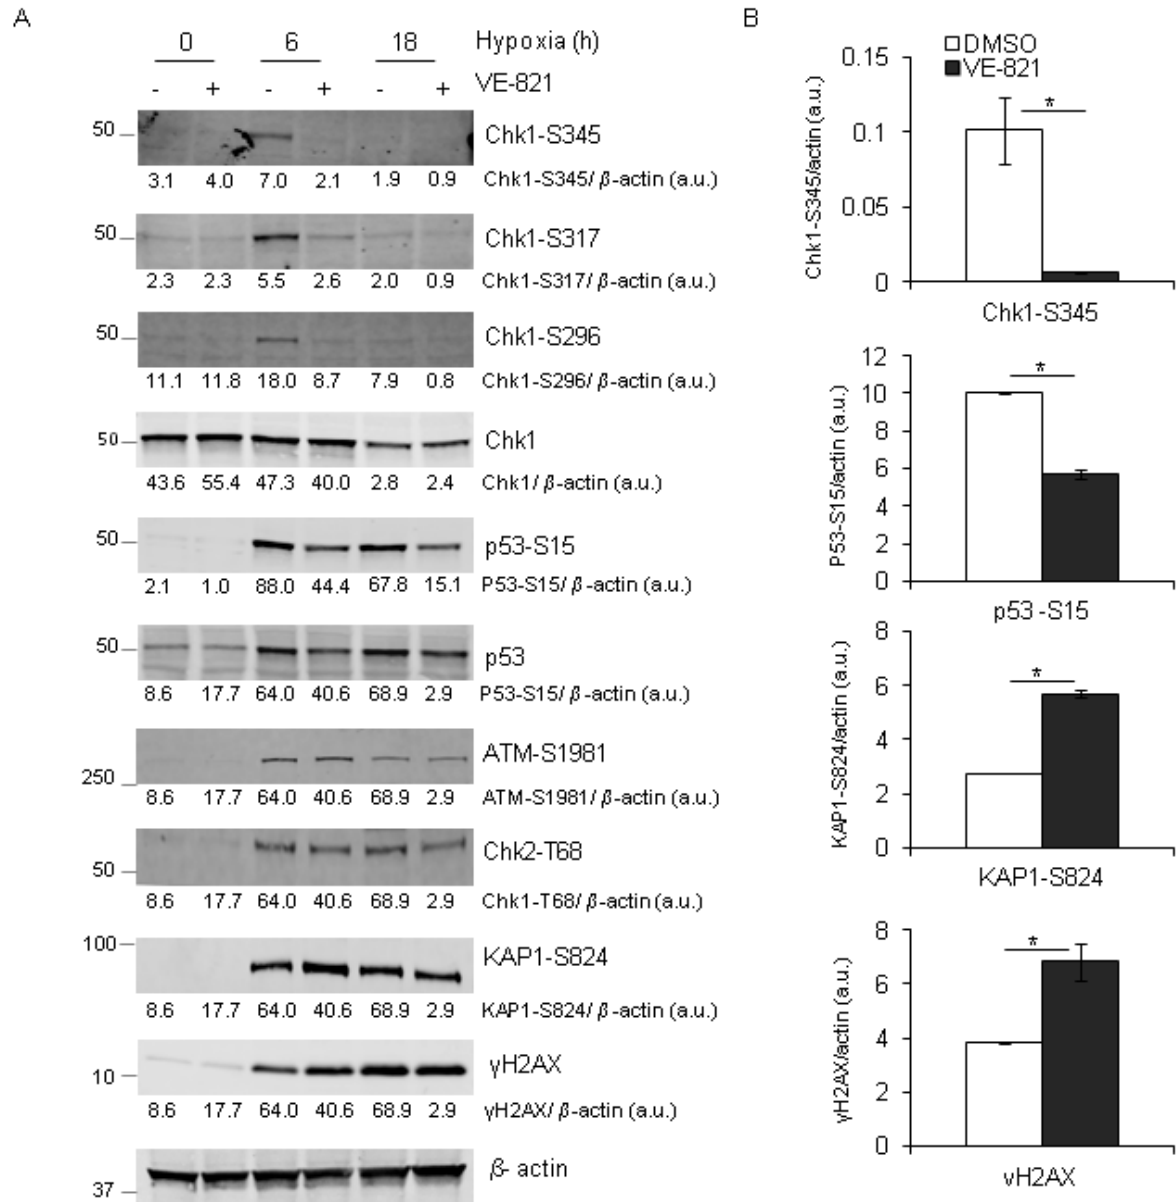 A
0 6 18 Hypoxia (h)
- + - + - + VE-821
50 Chk1-S345
3.1 4.0 7.0 2.1 1.9 0.9 Chk1-S345/ β-actin (a.u.)
50 Chk1-S317
2.3 2.3 5.5 2.6 2.0 0.9 Chk1-S317/ β-actin (a.u.)
50 Chk1-S296
11.1 11.8 18.0 8.7 7.9 0.8 Chk1-S296/ β-actin (a.u.)
50 Chk1
43.6 55.4 47.3 40.0 2.8 2.4 Chk1/ β-actin (a.u.)
50 p53-S15
2.1 1.0 88.0 44.4 67.8 15.1 P53-S15/ β-actin (a.u.)
50 p53
8.6 17.7 64.0 40.6 68.9 2.9 P53-S15/ β-actin (a.u.)
ATM-S1981
250
8.6 17.7 64.0 40.6 68.9 2.9 ATM-S1981/ β-actin (a.u.)
Chk2-T68
50
8.6 17.7 64.0 40.6 68.9 2.9 Chk1-T68/ β-actin (a.u.)
100 KAP1-S824
8.6 17.7 64.0 40.6 68.9 2.9 KAP1-S824/ β-actin (a.u.)
10 γH2AX
8.6 17.7 64.0 40.6 68.9 2.9 γH2AX/ β-actin (a.u.)
β- actin
37
B
DMSO
VE-821
Chk1-S345/actin (a.u.)
0.15
0.1
0.05
0
*
Chk1-S345
P53-S15/actin (a.u.)
12
10
8
6
4
2
0
*
p53 -S15
KAP1-S824/actin (a.u.)
8
6
4
2
0
*
KAP1-S824
γH2AX/actin (a.u.)
8
6
4
2
0
*
γH2AX